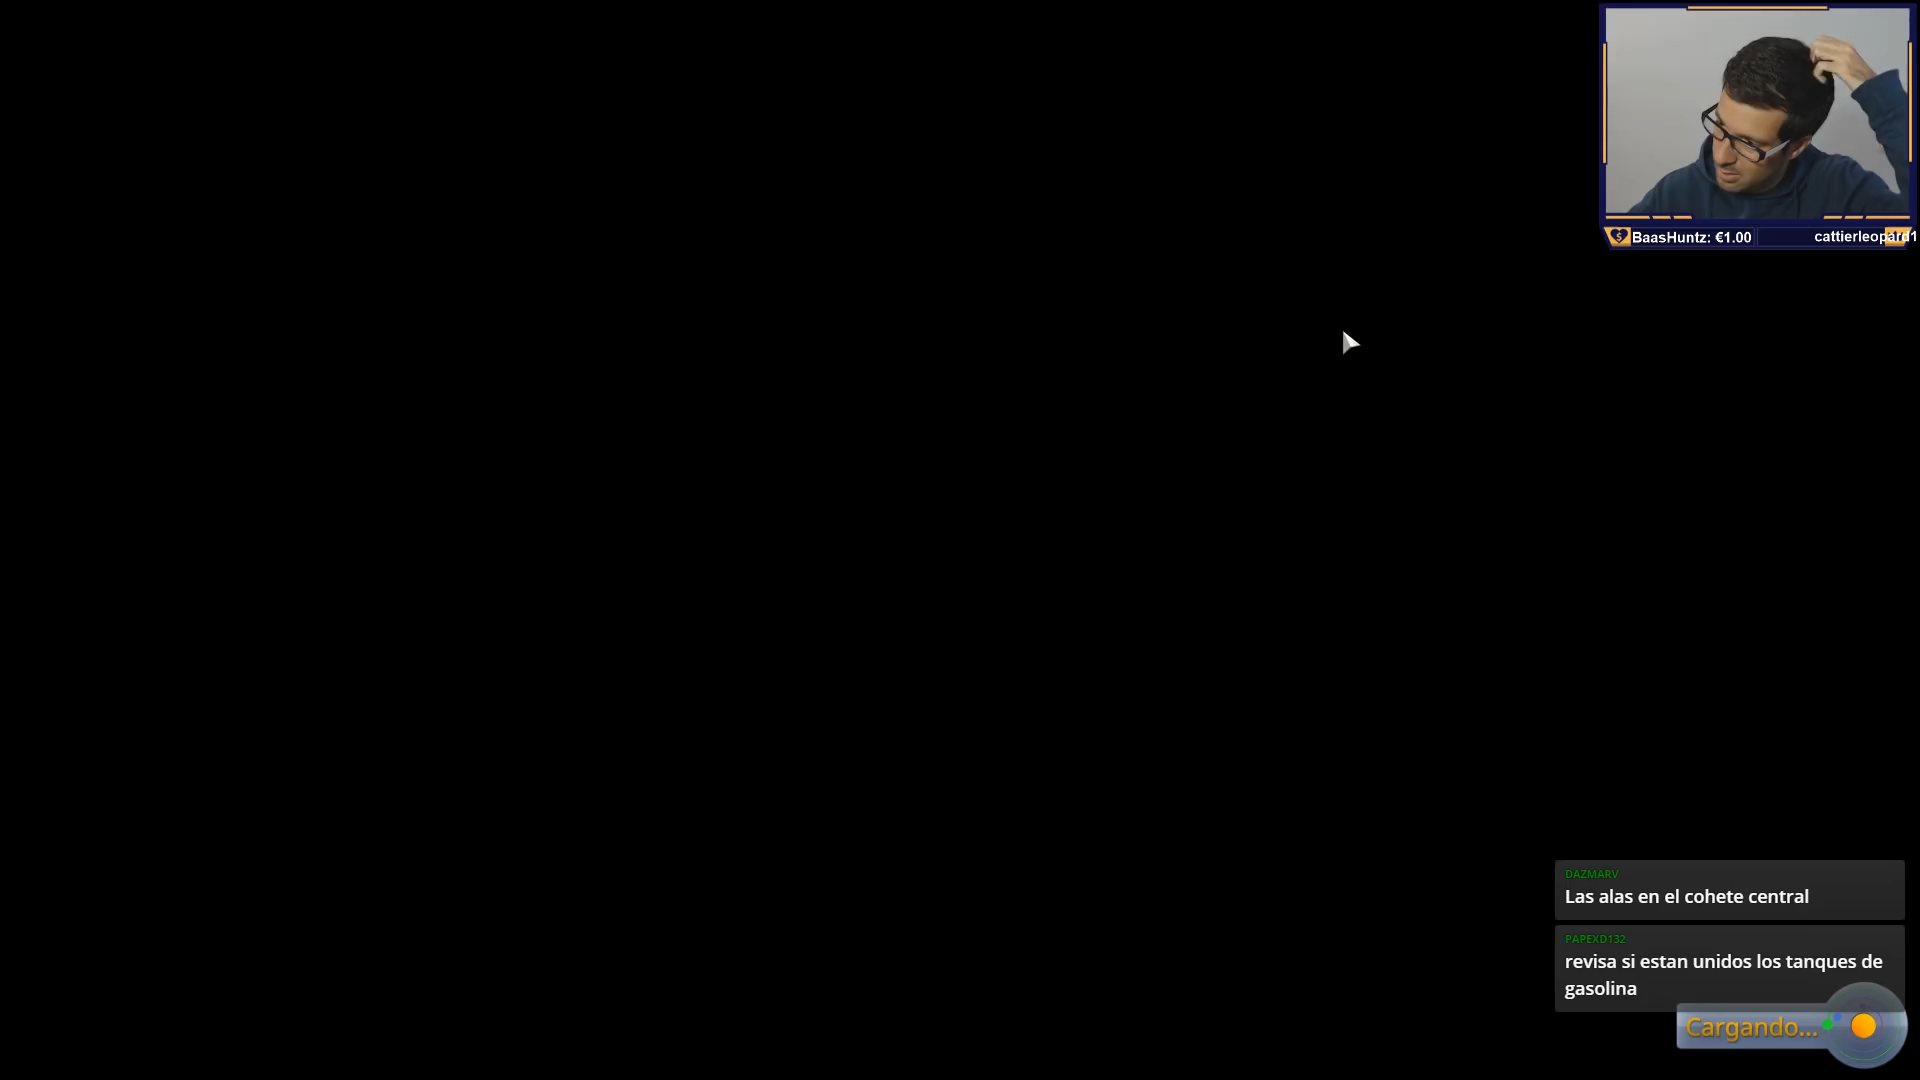 BaasHuntz: €1.00
cattierleopard1
DAZMARV
Las alas en el cohete central
PAPEXD132
revisa si estan unidos los tanques de
gasolina
Cargando...